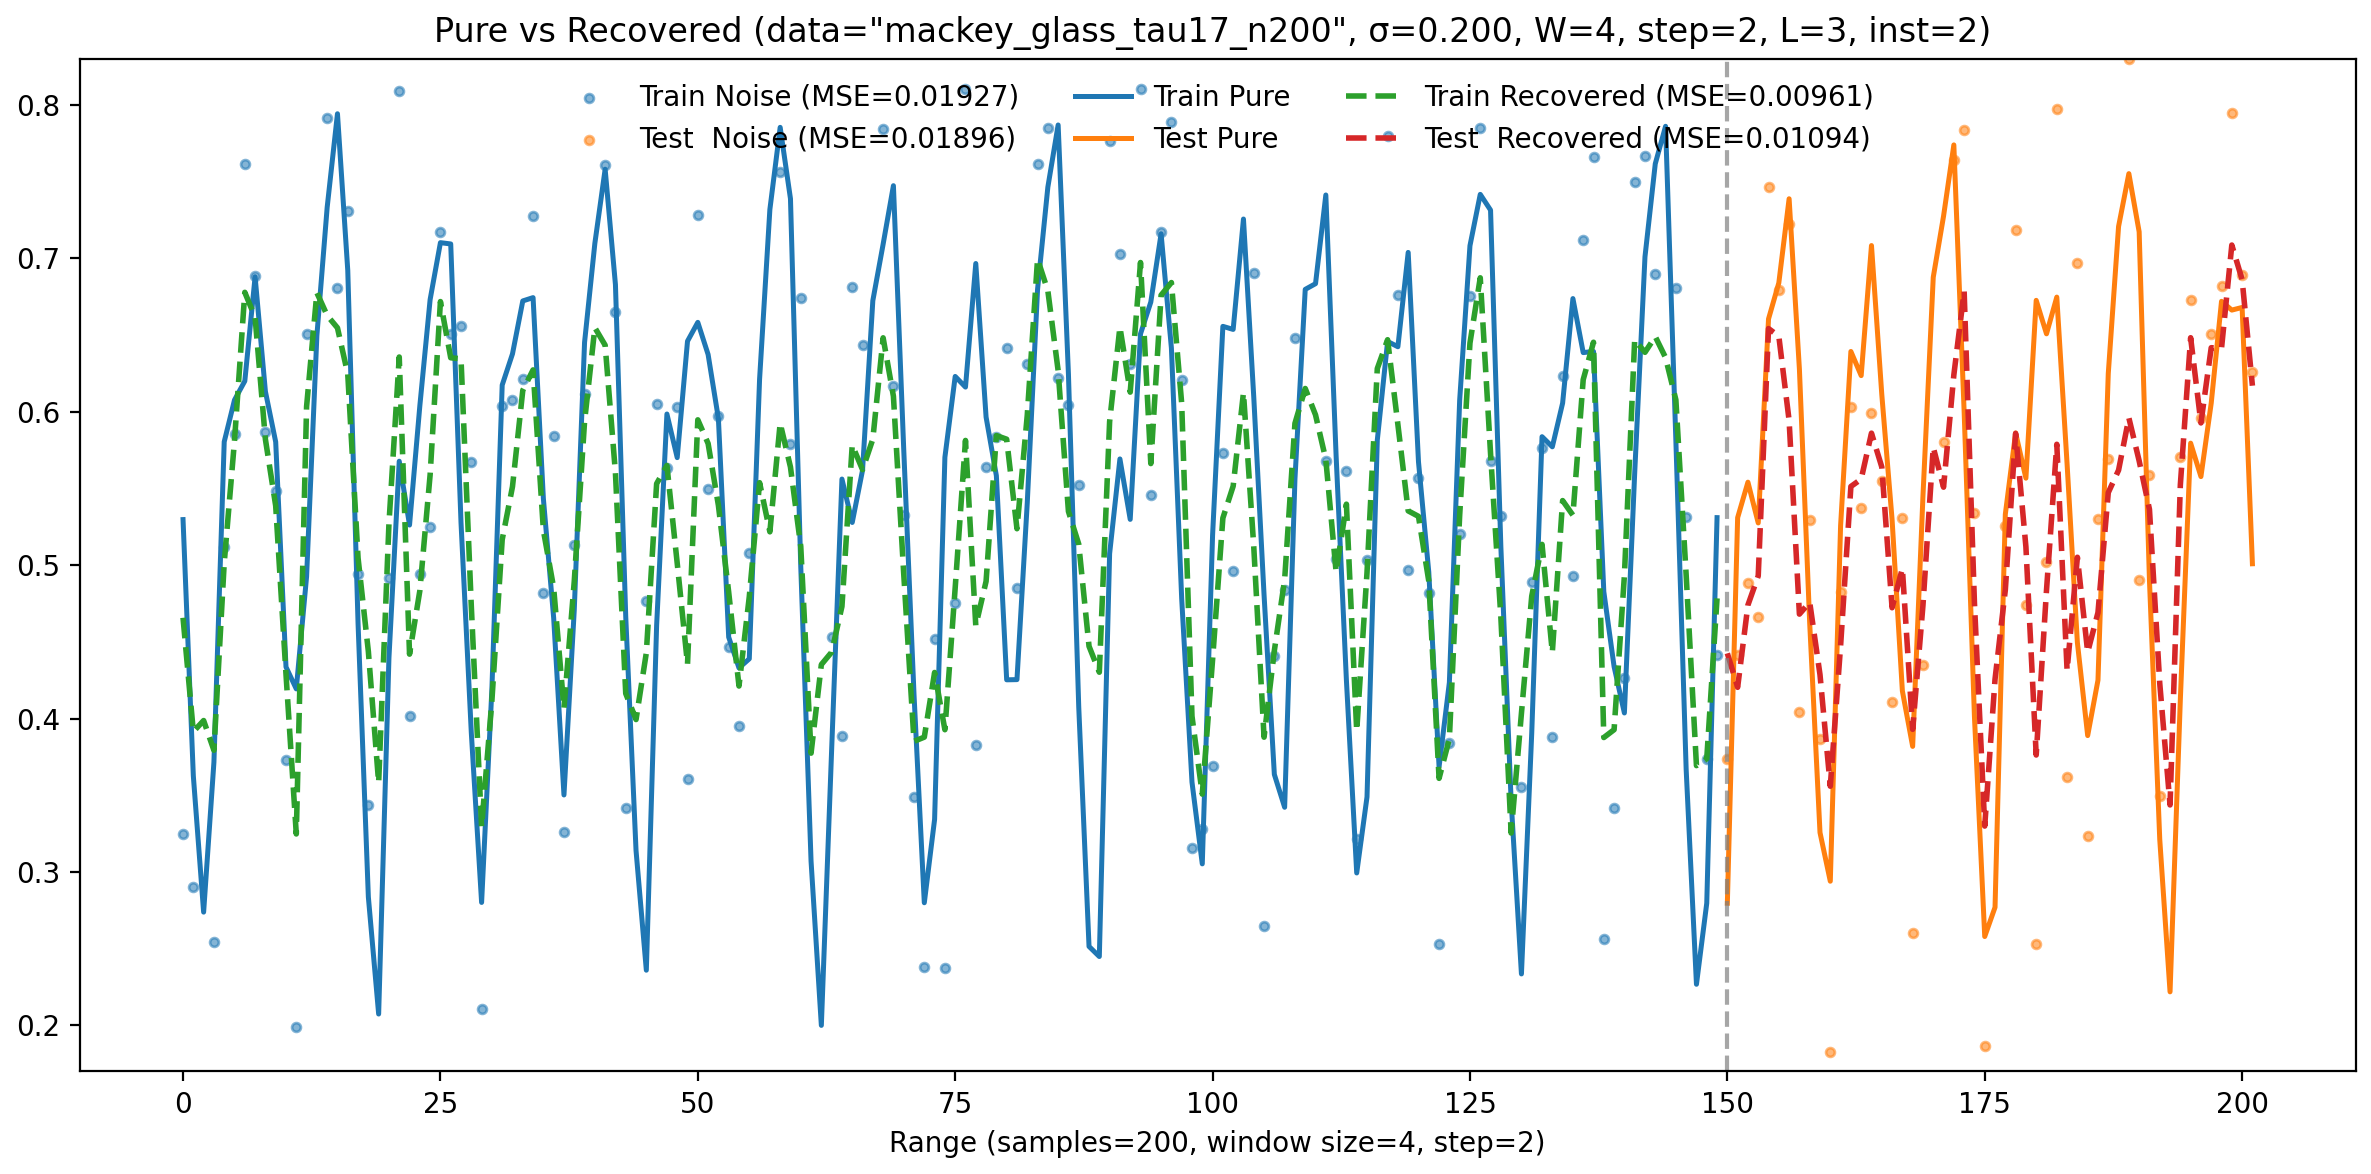 Pure vs Recovered (data="mackey_glass_tau17_n200", σ=0.200, W=4, step=2, L=3, inst=2)
Train Noise (MSE=0.01927)
Test  Noise (MSE=0.01896)
Train Pure
Test Pure
Train Recovered (MSE=0.00961)
Test  Recovered (MSE=0.01094)
0.8
0.7
0.6
0.5
0.4
0.3
0.2
0 25 50 75 100 125 150 175 200
Range (samples=200, window size=4, step=2)